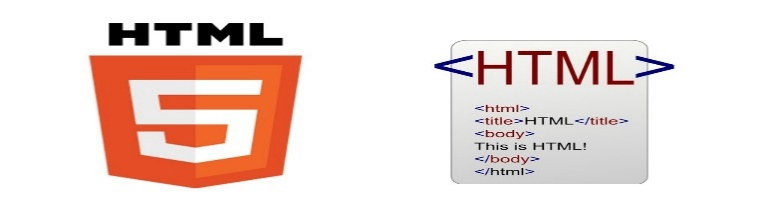 HTML
5
<HTML>
<html>
<title>HTML</title>
<body>
This is HTML!
</body>
</html>